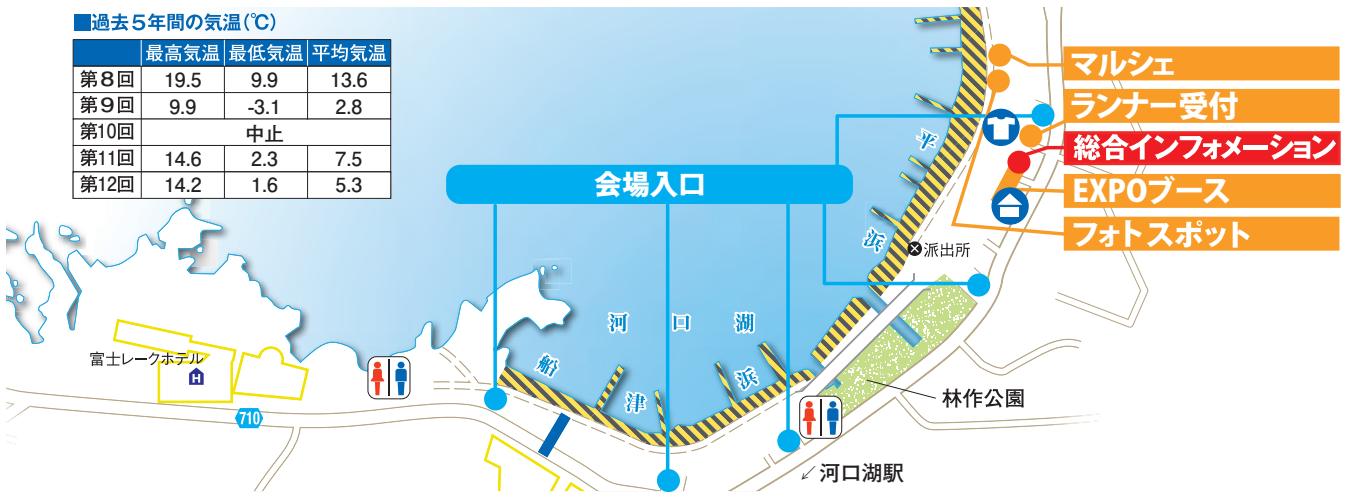 ■過去5年間の気温(℃)
最高気温 最低気温 平均気温
第8回 19.5 9.9 13.6
第9回 9.9 -3.1 2.8
第10回 中止
第11回 14.6 2.3 7.5
第12回 14.2 1.6 5.3
マルシェ
ランナー受付
総合インフォメーション
EXPOブース
フォトスポット
会場入口
平浜
派出所
河口湖
船津浜
富士レークホテル
H
710
林作公園
河口湖駅